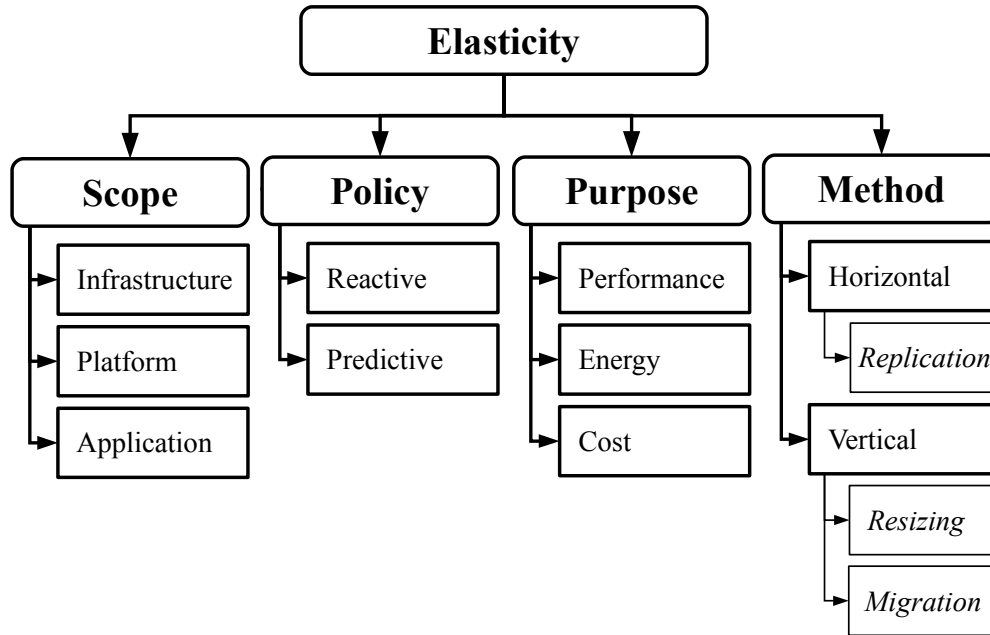 Elasticity
Scope
Infrastructure
Platform
Application
Policy
Reactive
Predictive
Purpose
Performance
Energy
Cost
Method
Horizontal
Replication
Vertical
Resizing
Migration